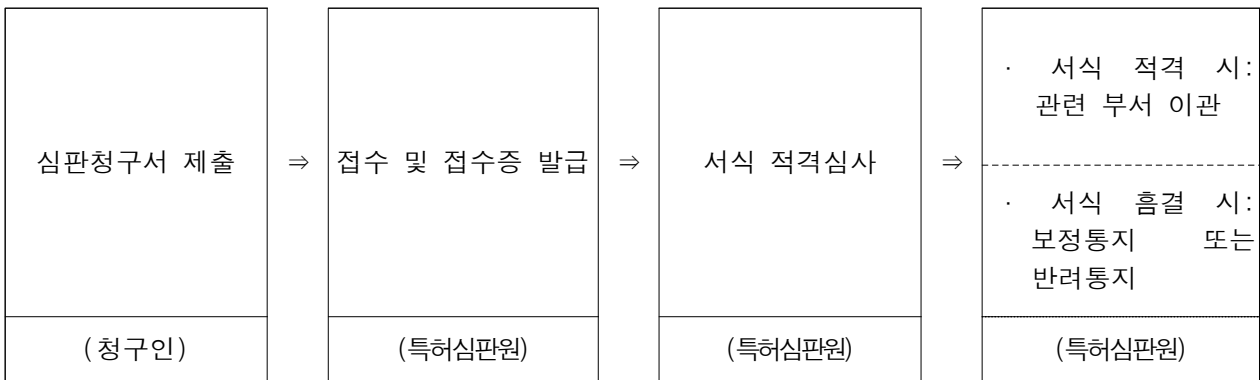 심판청구서 제출
⇒
접수 및 접수증 발급
⇒
서식 적격심사
⇒
· 서식 적격 시:
관련 부서 이관
· 서식 흠결 시:
보정통지 또는
반려통지
(청구인)
(특허심판원)
(특허심판원)
(특허심판원)